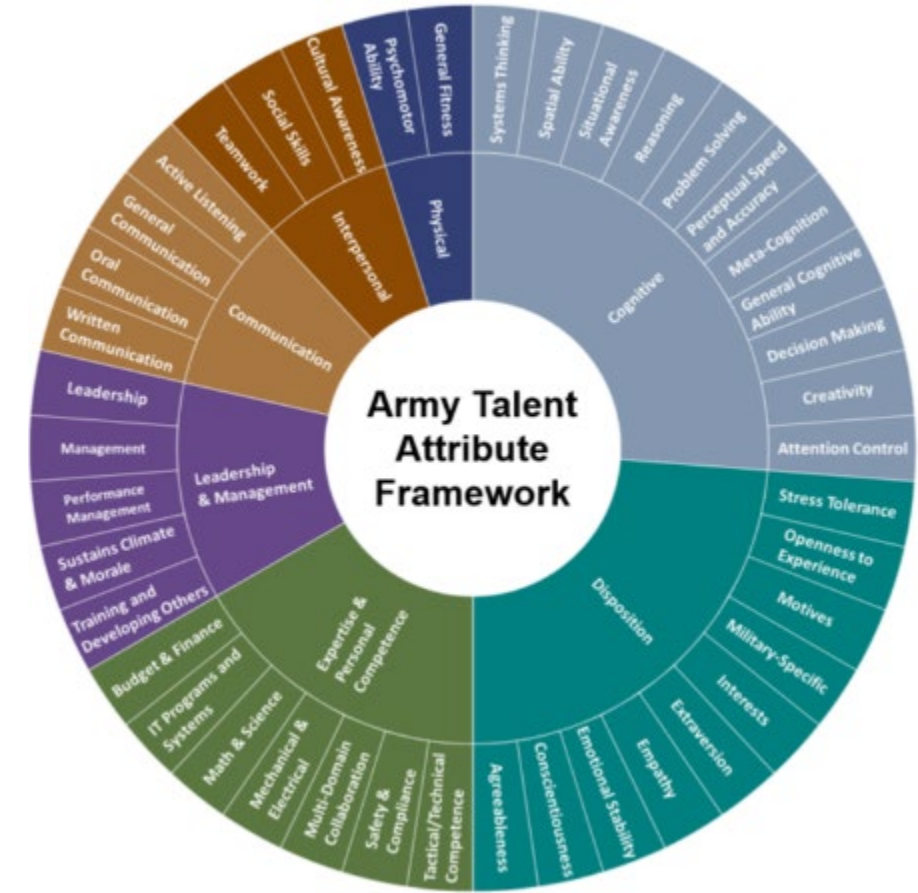 Army Talent
Attribute
Framework
Cognitive
Systems Thinking
Spatial Ability
Situational
Awareness
Reasoning
Problem Solving
Perceptual Speed
and Accuracy
Meta-Cognition
General Cognitive
Ability
Decision Making
Creativity
Attention Control
Disposition
Stress Tolerance
Openness to
Experience
Motives
Military-Specific
Interests
Extraversion
Empathy
Emotional Stability
Conscientiousness
Agreeableness
Expertise &
Personal
Competence
Tactical/Technical
Competence
Safety &
Compliance
Multi-Domain
Collaboration
Mechanical &
Electrical
Math & Science
IT Programs and
Systems
Budget & Finance
Leadership
& Management
Training and
Developing Others
Sustains Climate
& Morale
Performance
Management
Management
Leadership
Communication
Written
Communication
Oral
Communication
General
Communication
Active Listening
Interpersonal
Teamwork
Social Skills
Cultural Awareness
Physical
Psychomotor
Ability
General Fitness